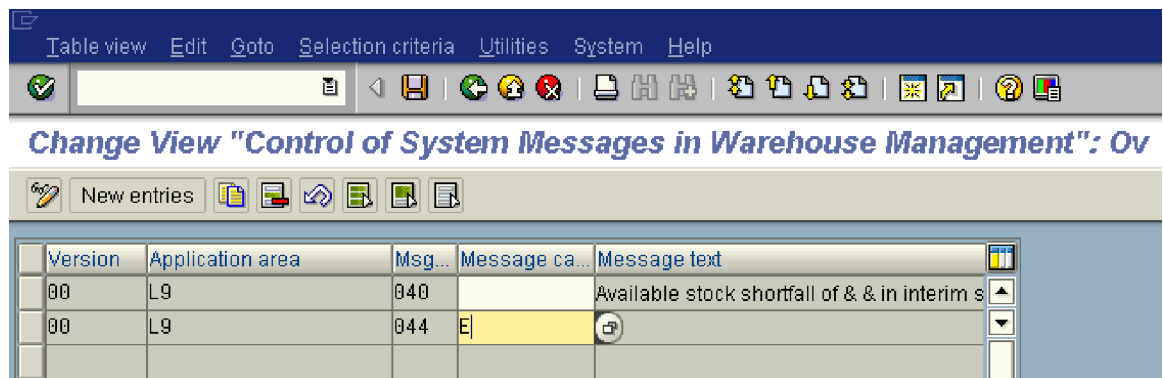 Table view Edit Goto Selection criteria Utilities System Help
Change View "Control of System Messages in Warehouse Management": Ov
New entries
Version Application area Msg... Message ca... Message text
00 L9 040 Available stock shortfall of & & in interim s
00 L9 044 E